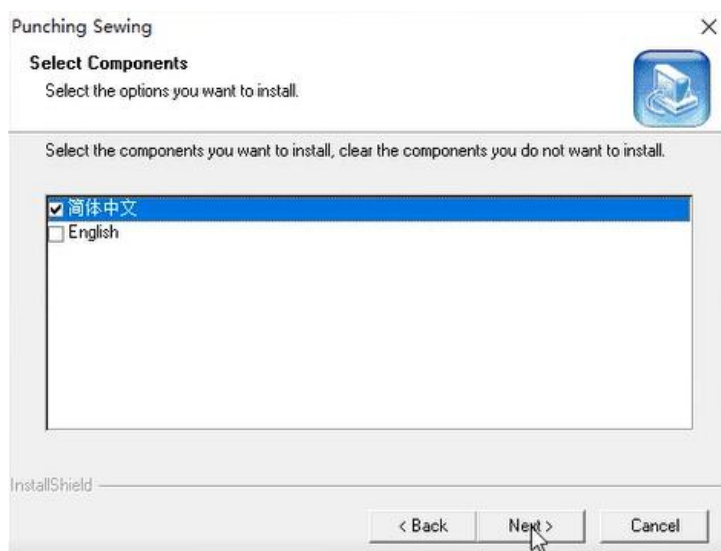 Punching Sewing
Select Components
Select the options you want to install.
Select the components you want to install, clear the components you do not want to install.
简体中文
English
InstallShield
< Back
Next >
Cancel